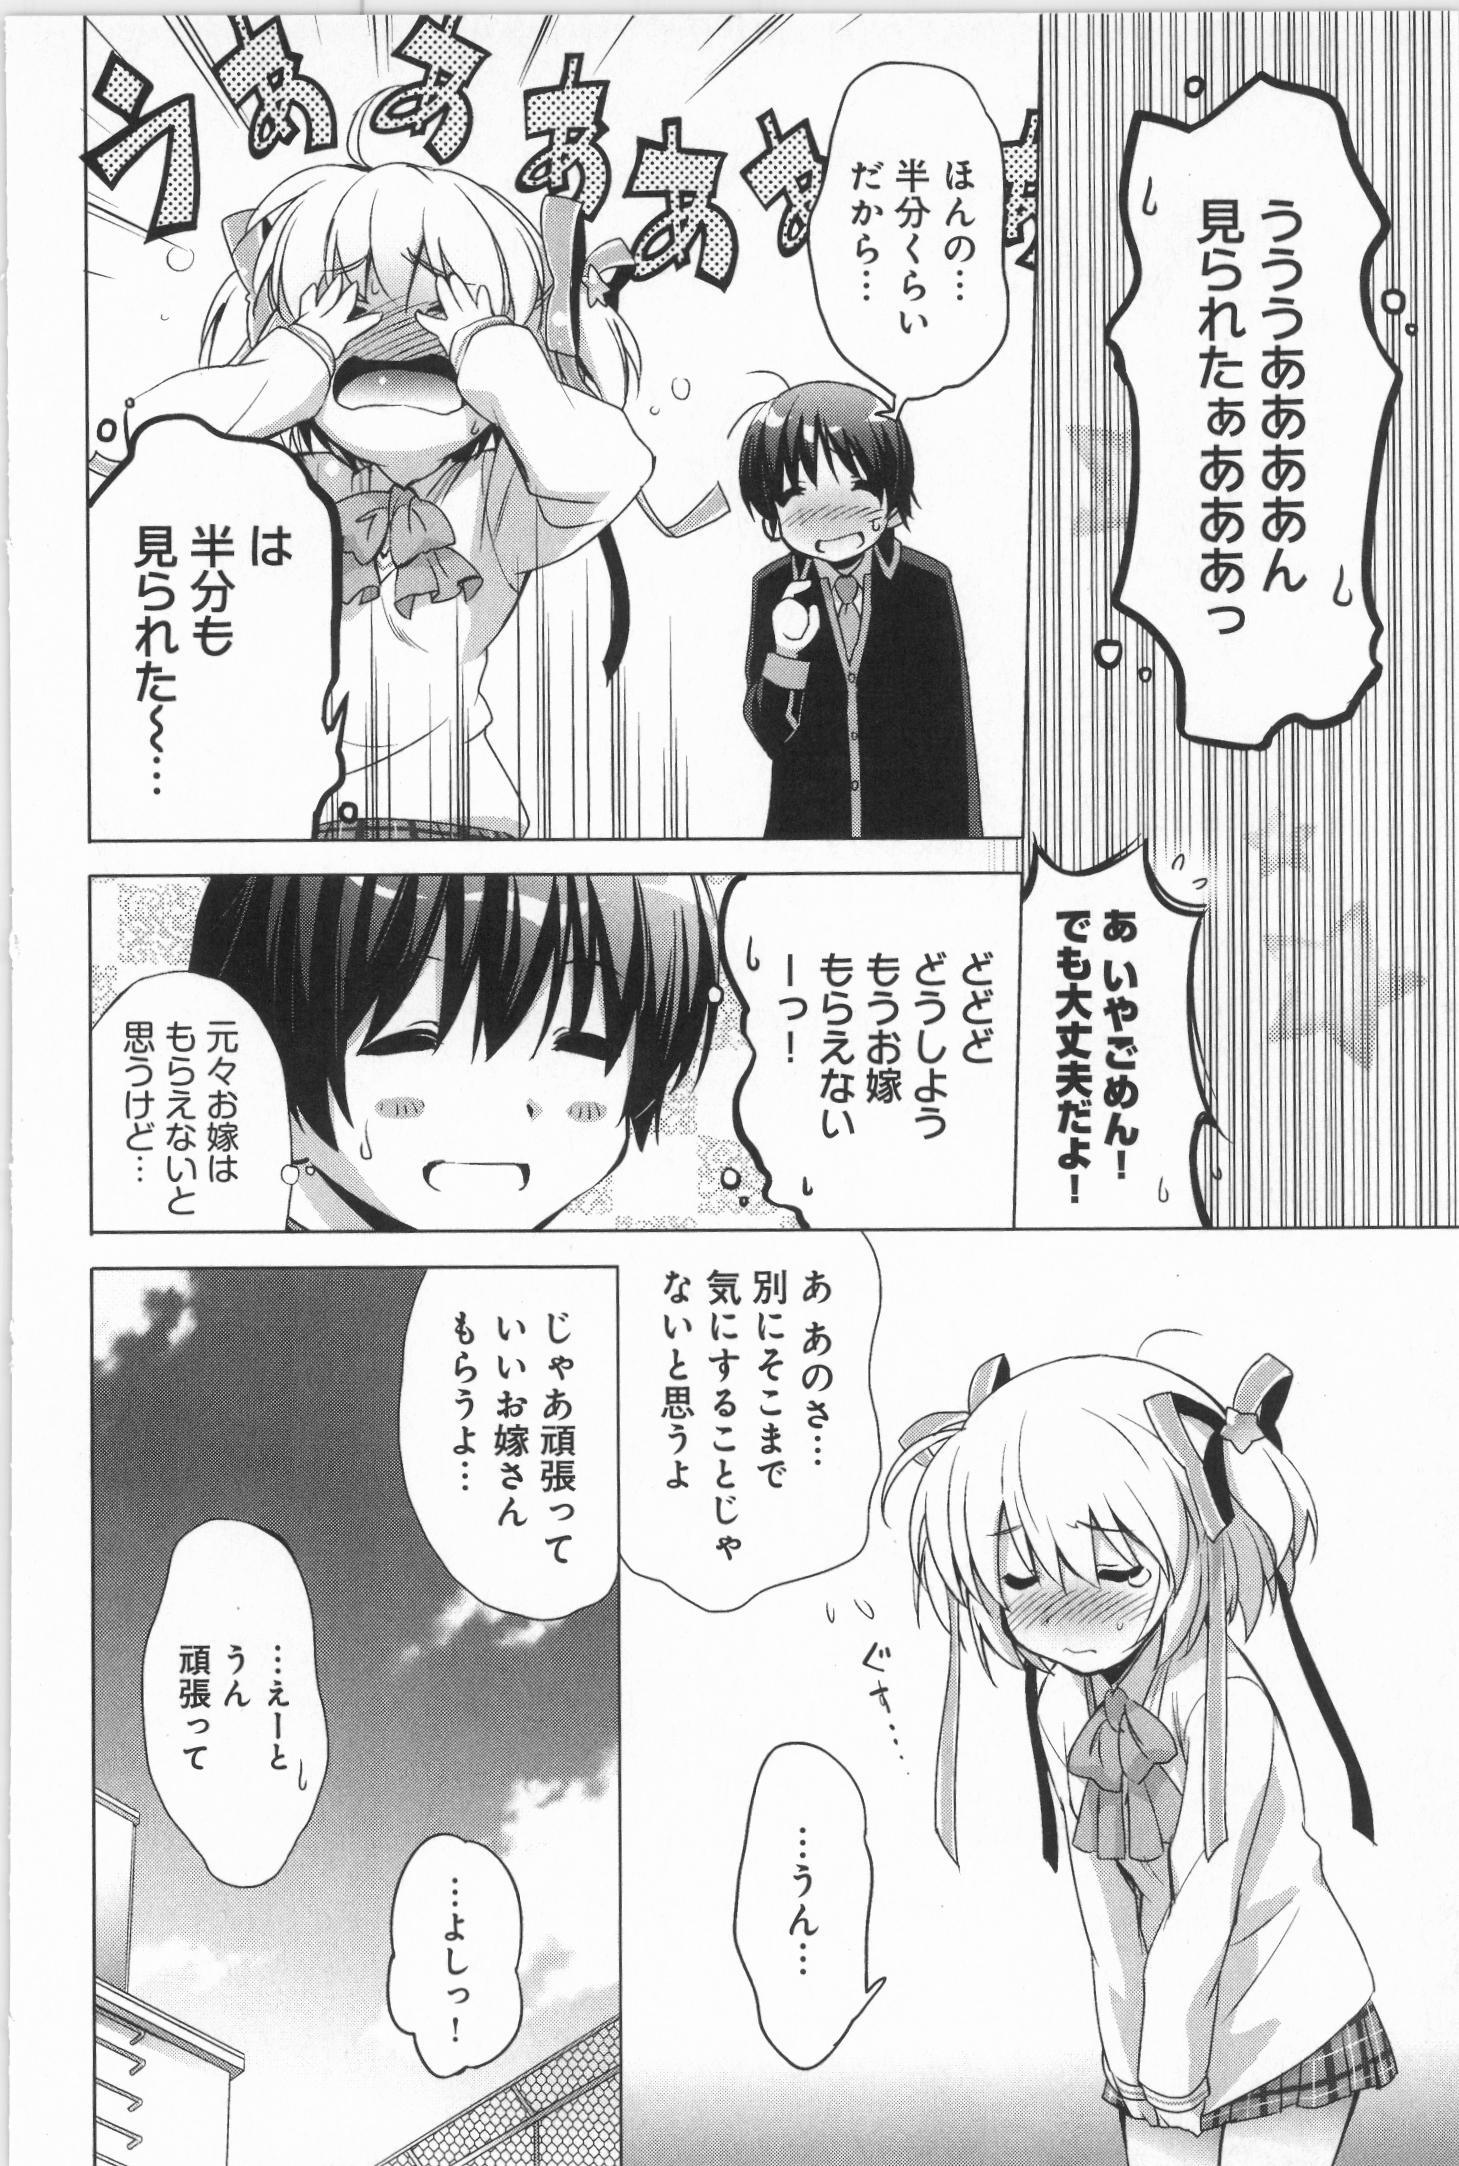 うううあああああん
見られたぁああああっ
あ いやごめん！
でも大丈夫だよ！
ほんの…
半分くらい
だから…
うあああああああ
は
半分も
見られた～…
どどど
どうしよう
もうお嫁
もらえない
ーっ！
元々お嫁は
もらえないと
思うけど…
あ あのさ…
別にそこまで
気にすることじゃ
ないと思うよ
ぐす…
…うん…
じゃあ頑張って
いいお嫁さん
もらうよ…
…よしっ！
…えーと
うん
頑張って